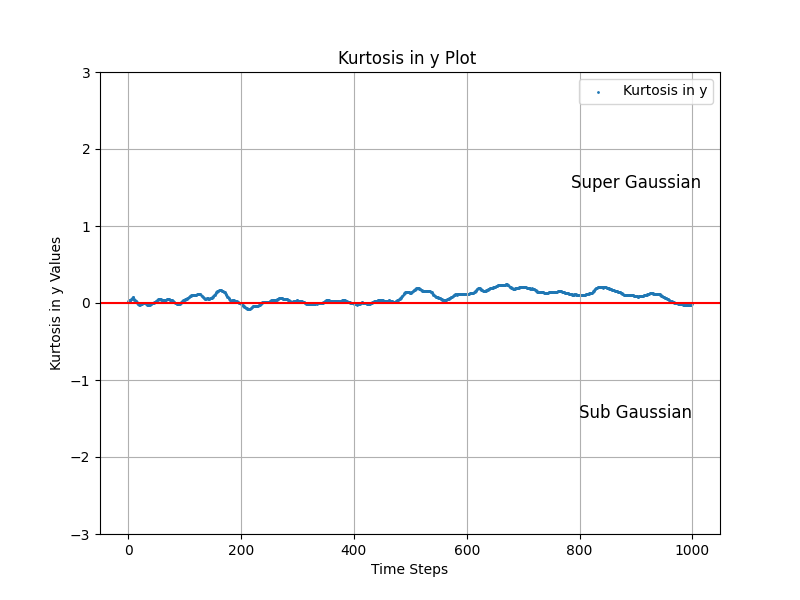 Kurtosis in y Plot
Kurtosis in y
Super Gaussian
Sub Gaussian
Kurtosis in y Values
3
2
1
0
−1
−2
−3
0 200 400 600 800 1000
Time Steps